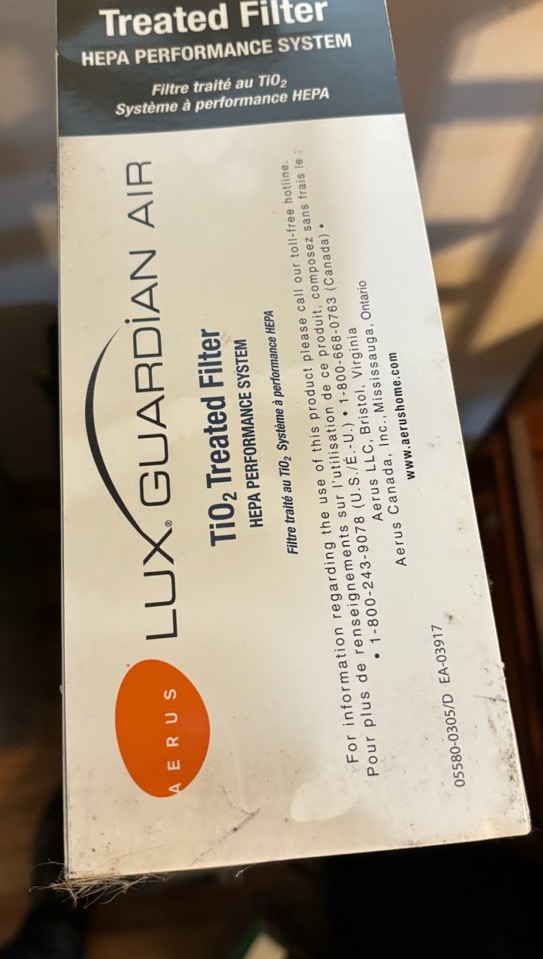 Treated Filter
HEPA PERFORMANCE SYSTEM
Filtre traité au TiO₂
Système à performance HEPA
AERUS
LUX® GUARDIAN AIR
TiO₂ Treated Filter
HEPA PERFORMANCE SYSTEM
Filtre traité au TiO₂ Système à performance HEPA
For information regarding the use of this product please call our toll-free hotline.
Pour plus de renseignements sur l'utilisation de ce produit, composez sans frais le :
• 1-800-243-9078 (U.S./É.-U.) • 1-800-668-0763 (Canada) •
Aerus LLC, Bristol, Virginia
Aerus Canada, Inc., Mississauga, Ontario
www.aerushome.com
05580-0305/D EA-03917